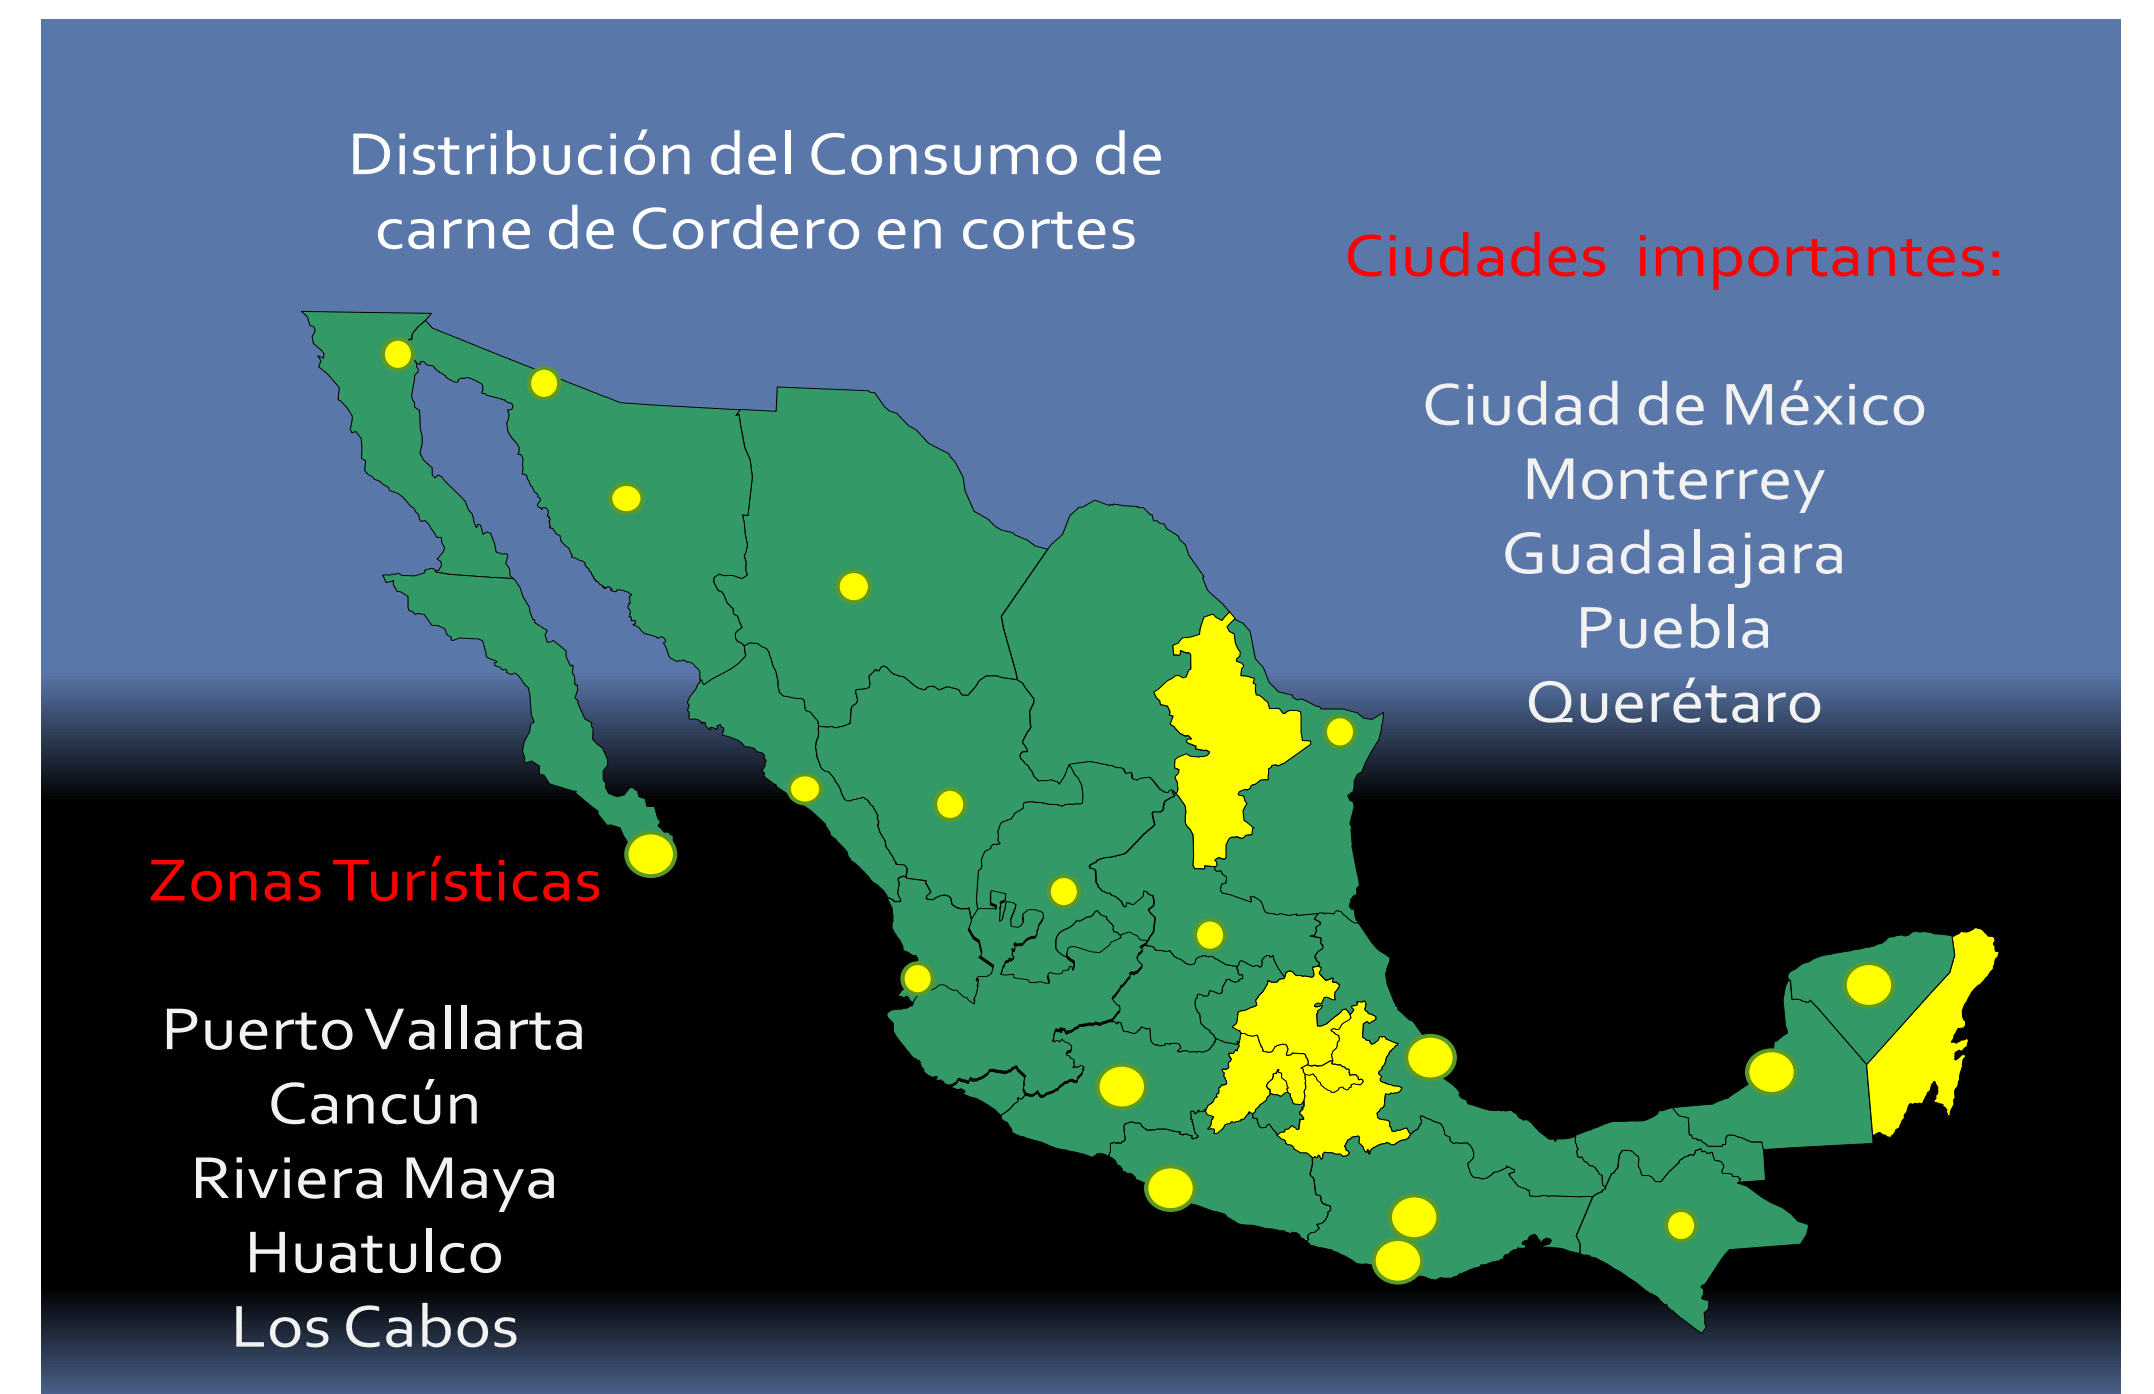 Distribución del Consumo de
carne de Cordero en cortes
Ciudades importantes:
Ciudad de México
Monterrey
Guadalajara
Puebla
Querétaro
Zonas Turísticas
Puerto Vallarta
Cancún
Riviera Maya
Huatulco
Los Cabos